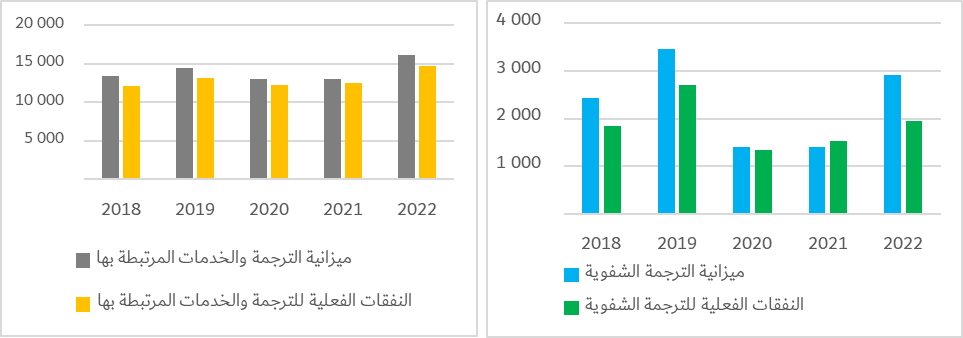 20 000
15 000
10 000
5 000
2018 2019 2020 2021 2022
ميزانية الترجمة والخدمات المرتبطة بها
النفقات الفعلية للترجمة والخدمات المرتبطة بها
4 000
3 000
2 000
1 000
2018 2019 2020 2021 2022
ميزانية الترجمة الشفوية
النفقات الفعلية للترجمة الشفوية